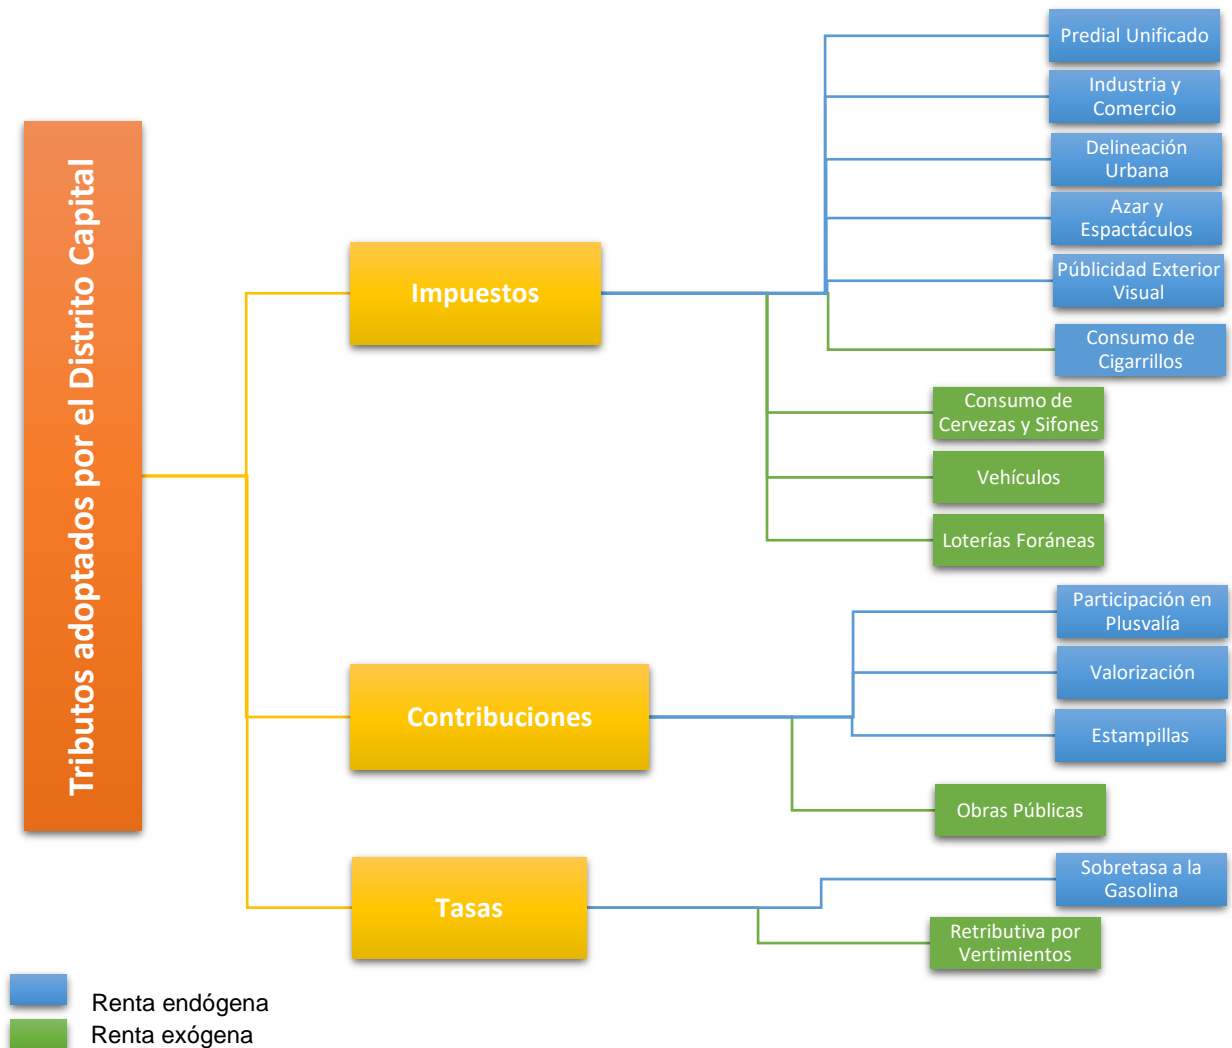 Tributos adoptados por el Distrito Capital
Impuestos
Predial Unificado
Industria y
Comercio
Delineación
Urbana
Azar y
Espactáculos
Públicidad Exterior
Visual
Consumo de
Cigarrillos
Consumo de
Cervezas y Sifones
Vehículos
Loterías Foráneas
Contribuciones
Participación en
Plusvalía
Valorización
Estampillas
Obras Públicas
Tasas
Sobretasa a la
Gasolina
Retributiva por
Vertimientos
Renta endógena
Renta exógena